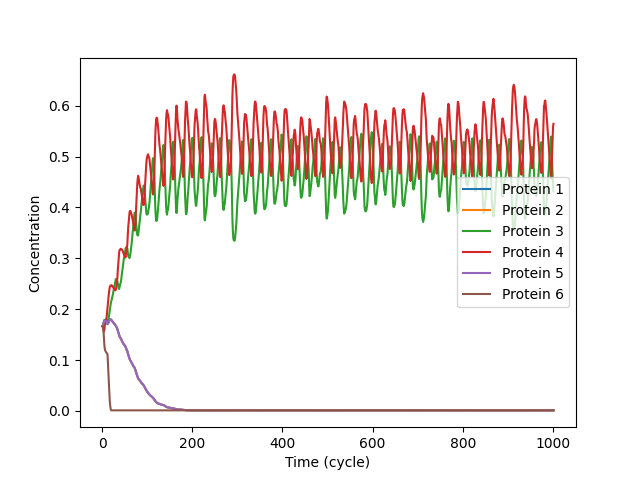 Concentration
0.6
0.5
0.4
0.3
0.2
0.1
0.0
Protein 1
Protein 2
Protein 3
Protein 4
Protein 5
Protein 6
0 200 400 600 800 1000
Time (cycle)